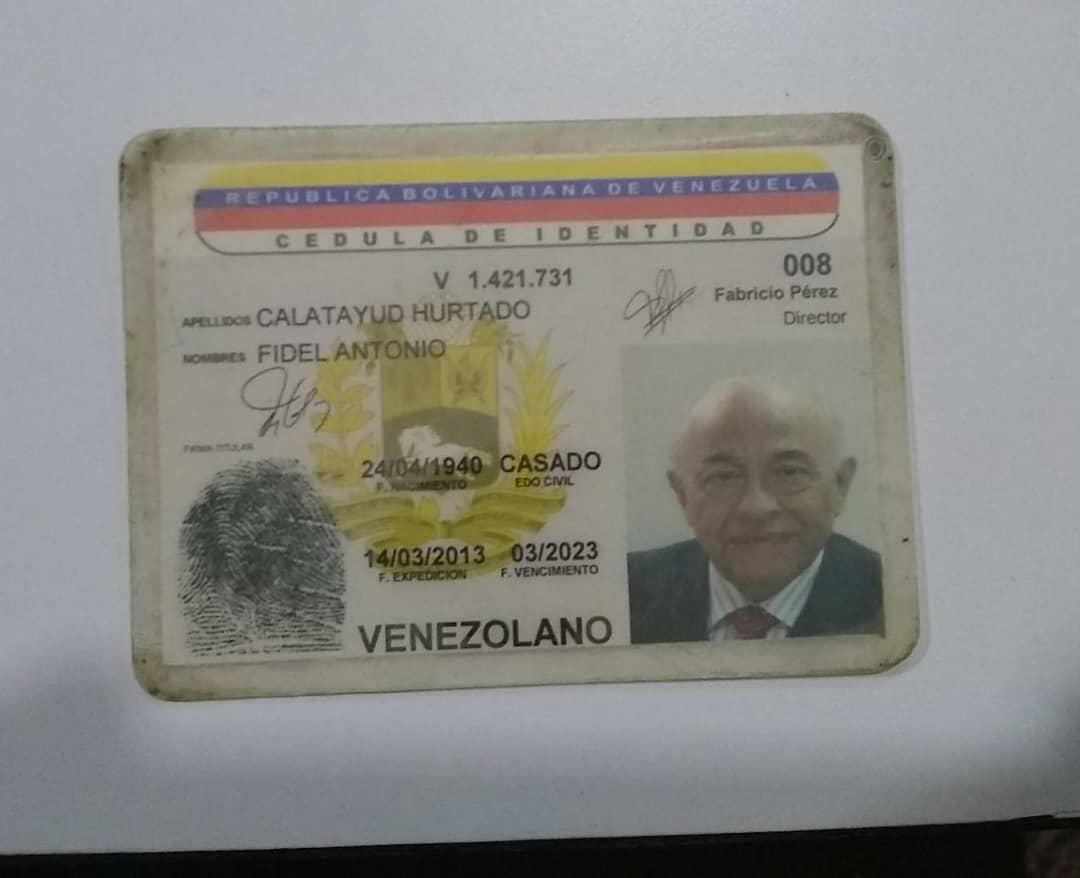 REPUBLICA BOLIVARIANA DE VENEZUELA
CEDULA DE IDENTIDAD
V 1.421.731
008
Fabricio Pérez
Director
APELLIDOS CALATAYUD HURTADO
NOMBRES FIDEL ANTONIO
FIRMA TITULAR
24/04/1940 CASADO
F. NACIMIENTO EDO CIVIL
14/03/2013 03/2023
F. EXPEDICION F. VENCIMIENTO
VENEZOLANO